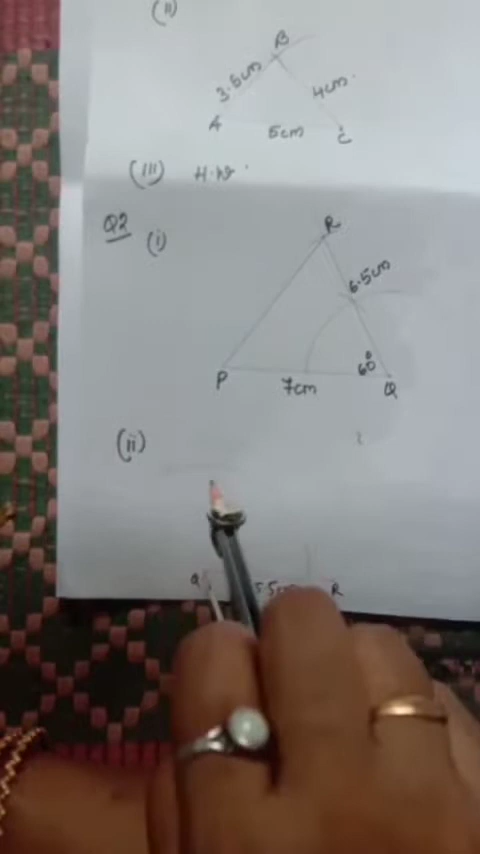 (ii)
B
3.5cm
4cm.
A
5cm
C
(III) H.W.
Q2
(i)
R
6.5cm
60°
P
7cm
Q
(ii)
Q
R